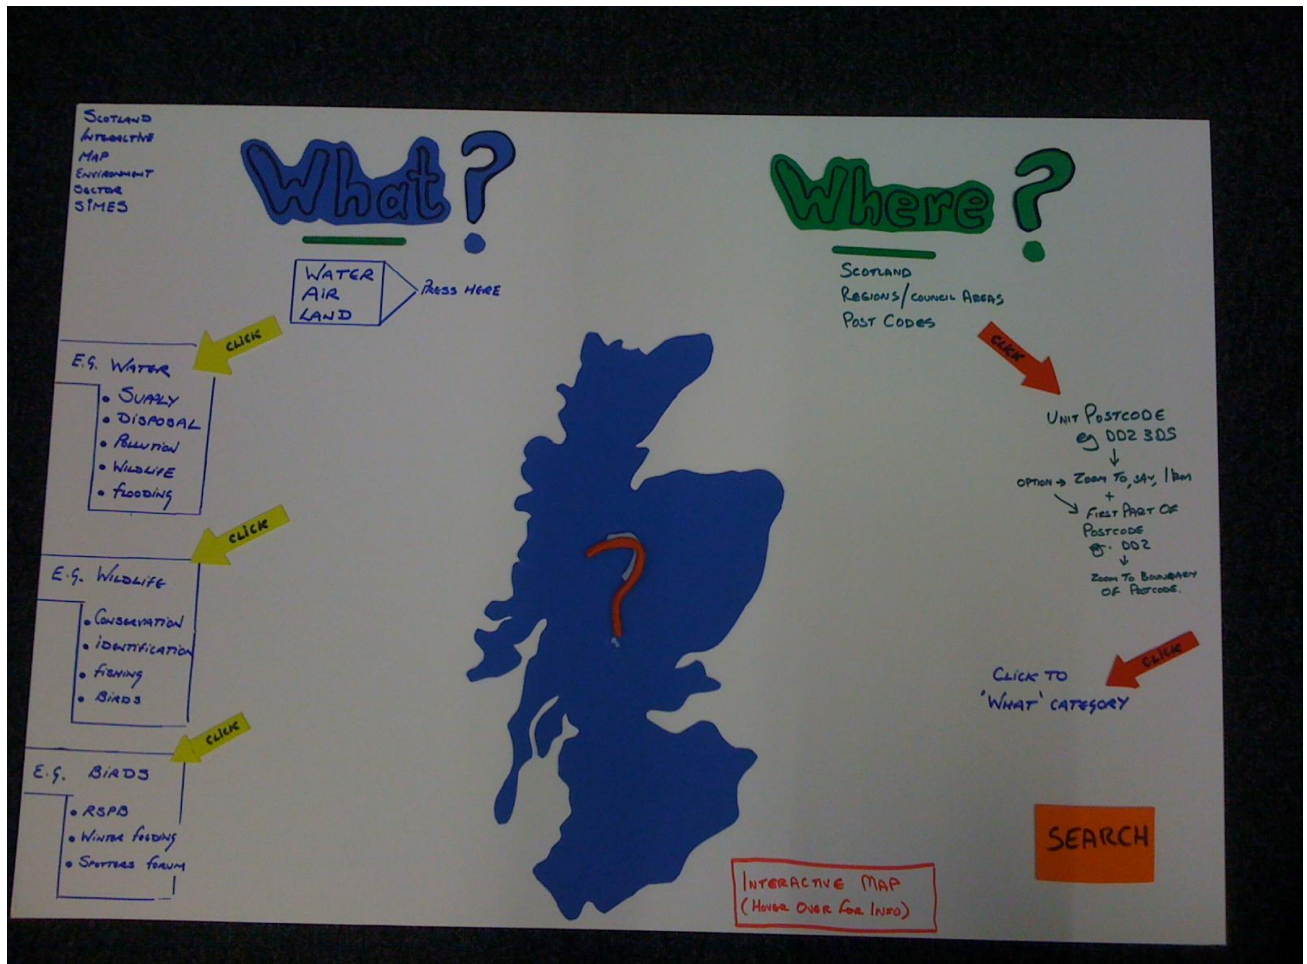 SCOTLAND
INTERACTIVE
MAP
ENVIRONMENT
SECTOR
SIMES
What?
WATER
AIR
LAND
PRESS HERE
CLICK
E.G. WATER
• SUPPLY
• DISPOSAL
• POLLUTION
• WILDLIFE
• FLOODING
CLICK
E.G. WILDLIFE
• CONSERVATION
• IDENTIFICATION
• FISHING
• BIRDS
CLICK
E.G. BIRDS
• RSPB
• WINTER FEEDING
• SPOTTERS FORUM
?
INTERACTIVE MAP
(HOVER OVER FOR INFO)
Where?
SCOTLAND
REGIONS/COUNCIL AREAS
POST CODES
CLICK
UNIT POSTCODE
eg DD2 3DS
↓
OPTION → ZOOM TO, SAY, 1 km
+
FIRST PART OF
POSTCODE
eg. DD2
↓
ZOOM TO BOUNDARY
OF POSTCODE.
CLICK
CLICK TO
'WHAT' CATEGORY
SEARCH